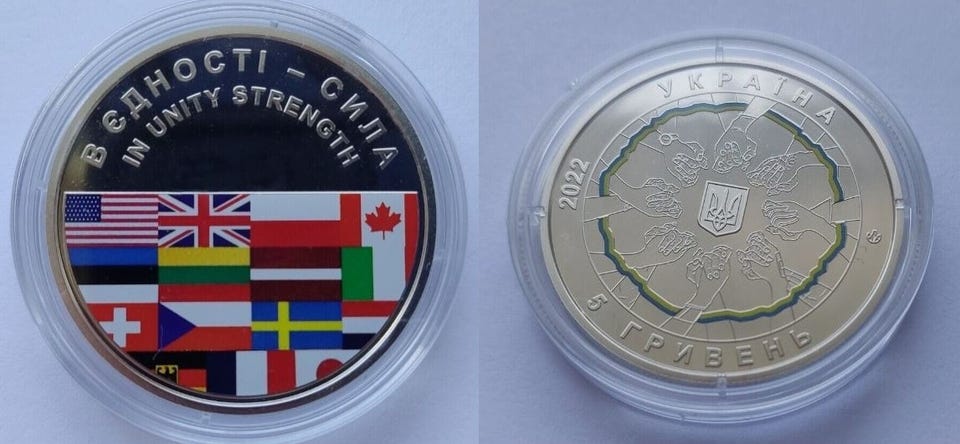 В ЄДНОСТІ – СИЛА
IN UNITY STRENGTH
УКРАЇНА
2022
5 ГРИВЕНЬ